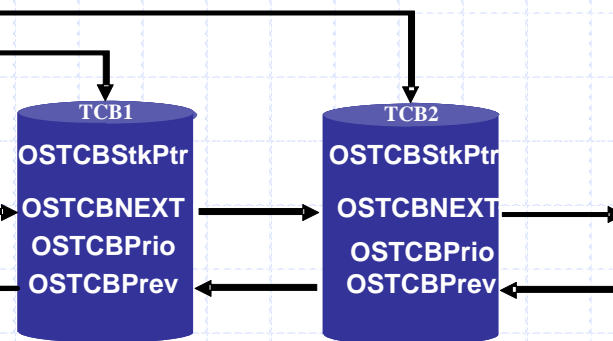 TCB1
OSTCBStkPtr
OSTCBNEXT
OSTCBPrio
OSTCBPrev
TCB2
OSTCBStkPtr
OSTCBNEXT
OSTCBPrio
OSTCBPrev